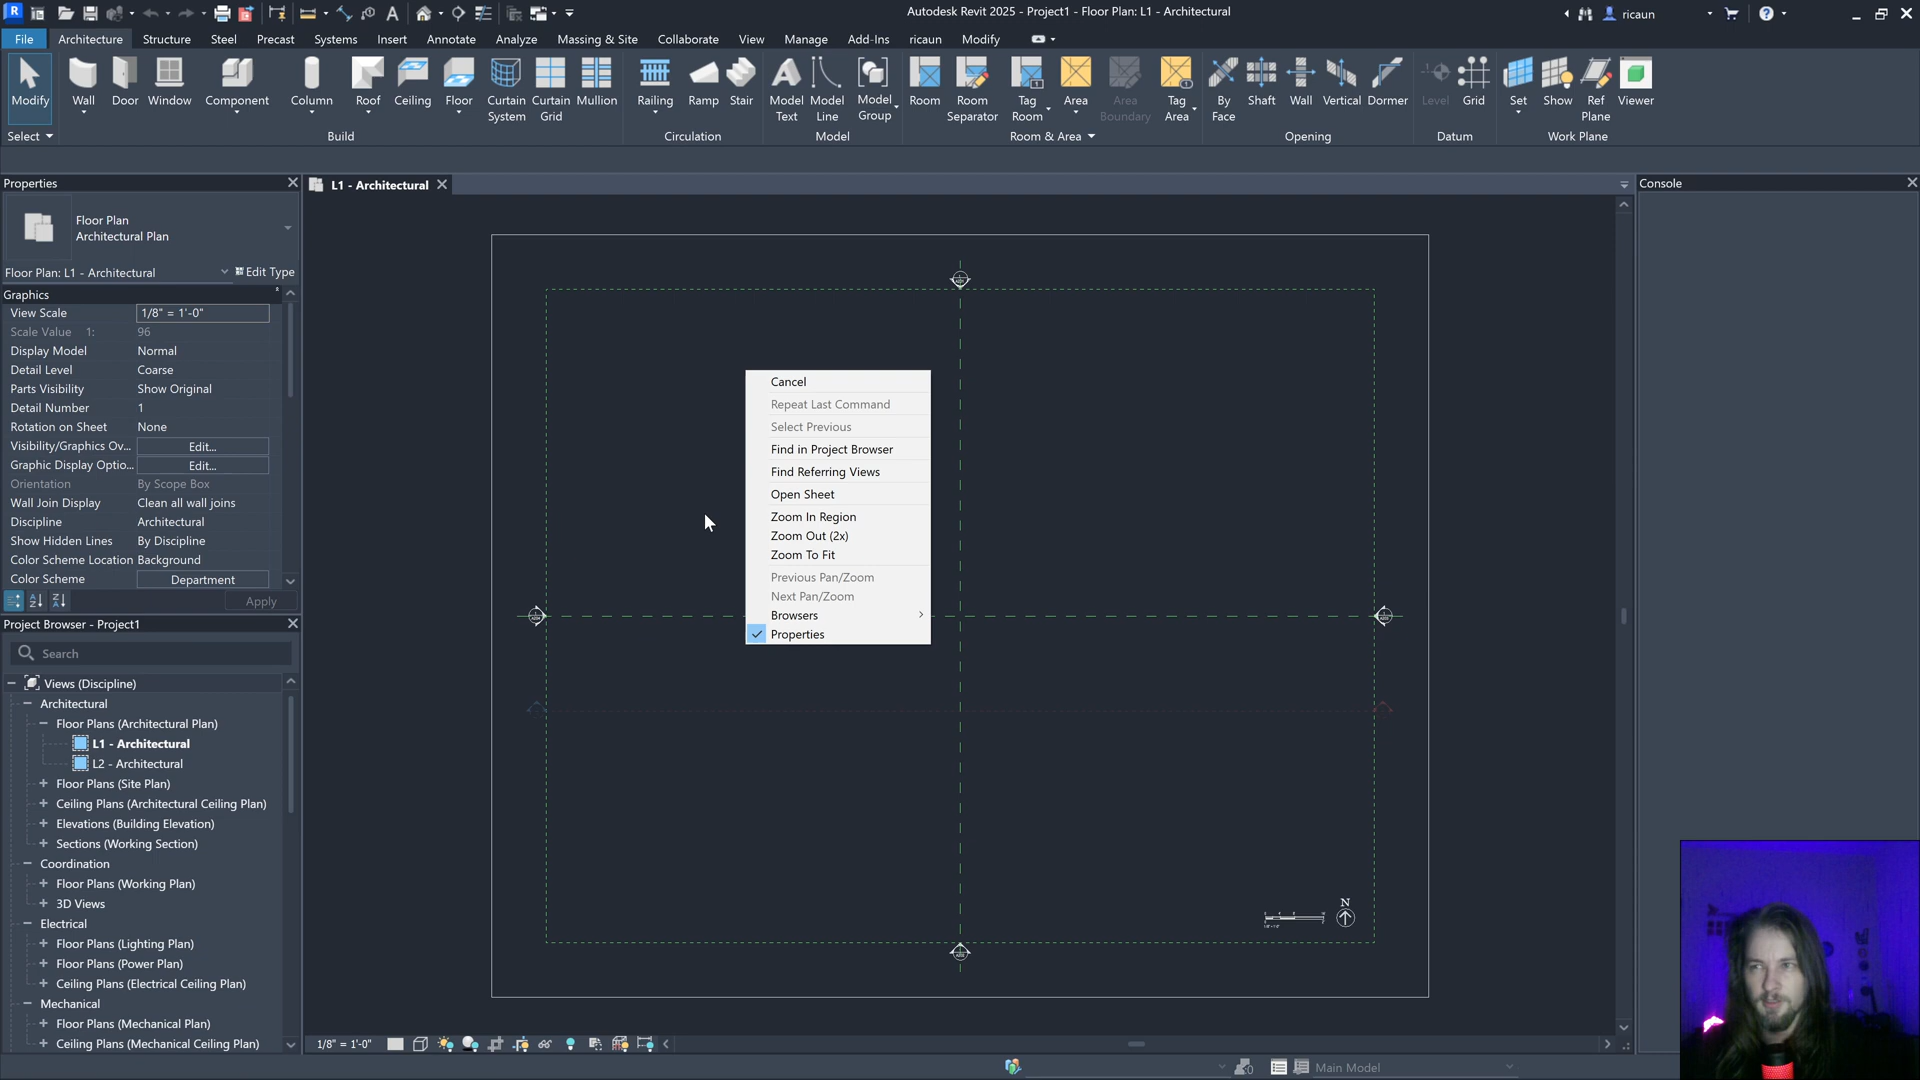 Autodesk Revit 2025 - Project1 - Floor Plan: L1 - Architectural
ricaun
File
Architecture
Structure
Steel
Precast
Systems
Insert
Annotate
Analyze
Massing & Site
Collaborate
View
Manage
Add-Ins
ricaun
Modify
Modify
Wall
Door
Window
Component
Column
Roof
Ceiling
Floor
Curtain System
Curtain Grid
Mullion
Railing
Ramp
Stair
Model Text
Model Line
Model Group
Room
Room Separator
Tag Room
Area
Area Boundary
Tag Area
By Face
Shaft
Wall
Vertical
Dormer
Level
Grid
Set
Show
Ref Plane
Viewer
Select
Build
Circulation
Model
Room & Area
Opening
Datum
Work Plane
Properties
L1 - Architectural
Console
Floor Plan
Architectural Plan
Floor Plan: L1 - Architectural
Edit Type
Graphics
View Scale
1/8" = 1'-0"
Scale Value 1:
96
Display Model
Normal
Detail Level
Coarse
Parts Visibility
Show Original
Detail Number
1
Rotation on Sheet
None
Visibility/Graphics Ov...
Edit...
Graphic Display Optio...
Edit...
Orientation
By Scope Box
Wall Join Display
Clean all wall joins
Discipline
Architectural
Show Hidden Lines
By Discipline
Color Scheme Location
Background
Color Scheme
Department
Apply
Project Browser - Project1
Search
Views (Discipline)
Architectural
Floor Plans (Architectural Plan)
L1 - Architectural
L2 - Architectural
Floor Plans (Site Plan)
Ceiling Plans (Architectural Ceiling Plan)
Elevations (Building Elevation)
Sections (Working Section)
Coordination
Floor Plans (Working Plan)
3D Views
Electrical
Floor Plans (Lighting Plan)
Floor Plans (Power Plan)
Ceiling Plans (Electrical Ceiling Plan)
Mechanical
Floor Plans (Mechanical Plan)
Ceiling Plans (Mechanical Ceiling Plan)
Cancel
Repeat Last Command
Select Previous
Find in Project Browser
Find Referring Views
Open Sheet
Zoom In Region
Zoom Out (2x)
Zoom To Fit
Previous Pan/Zoom
Next Pan/Zoom
Browsers
Properties
N
1/8" = 1'-0"
Main Model